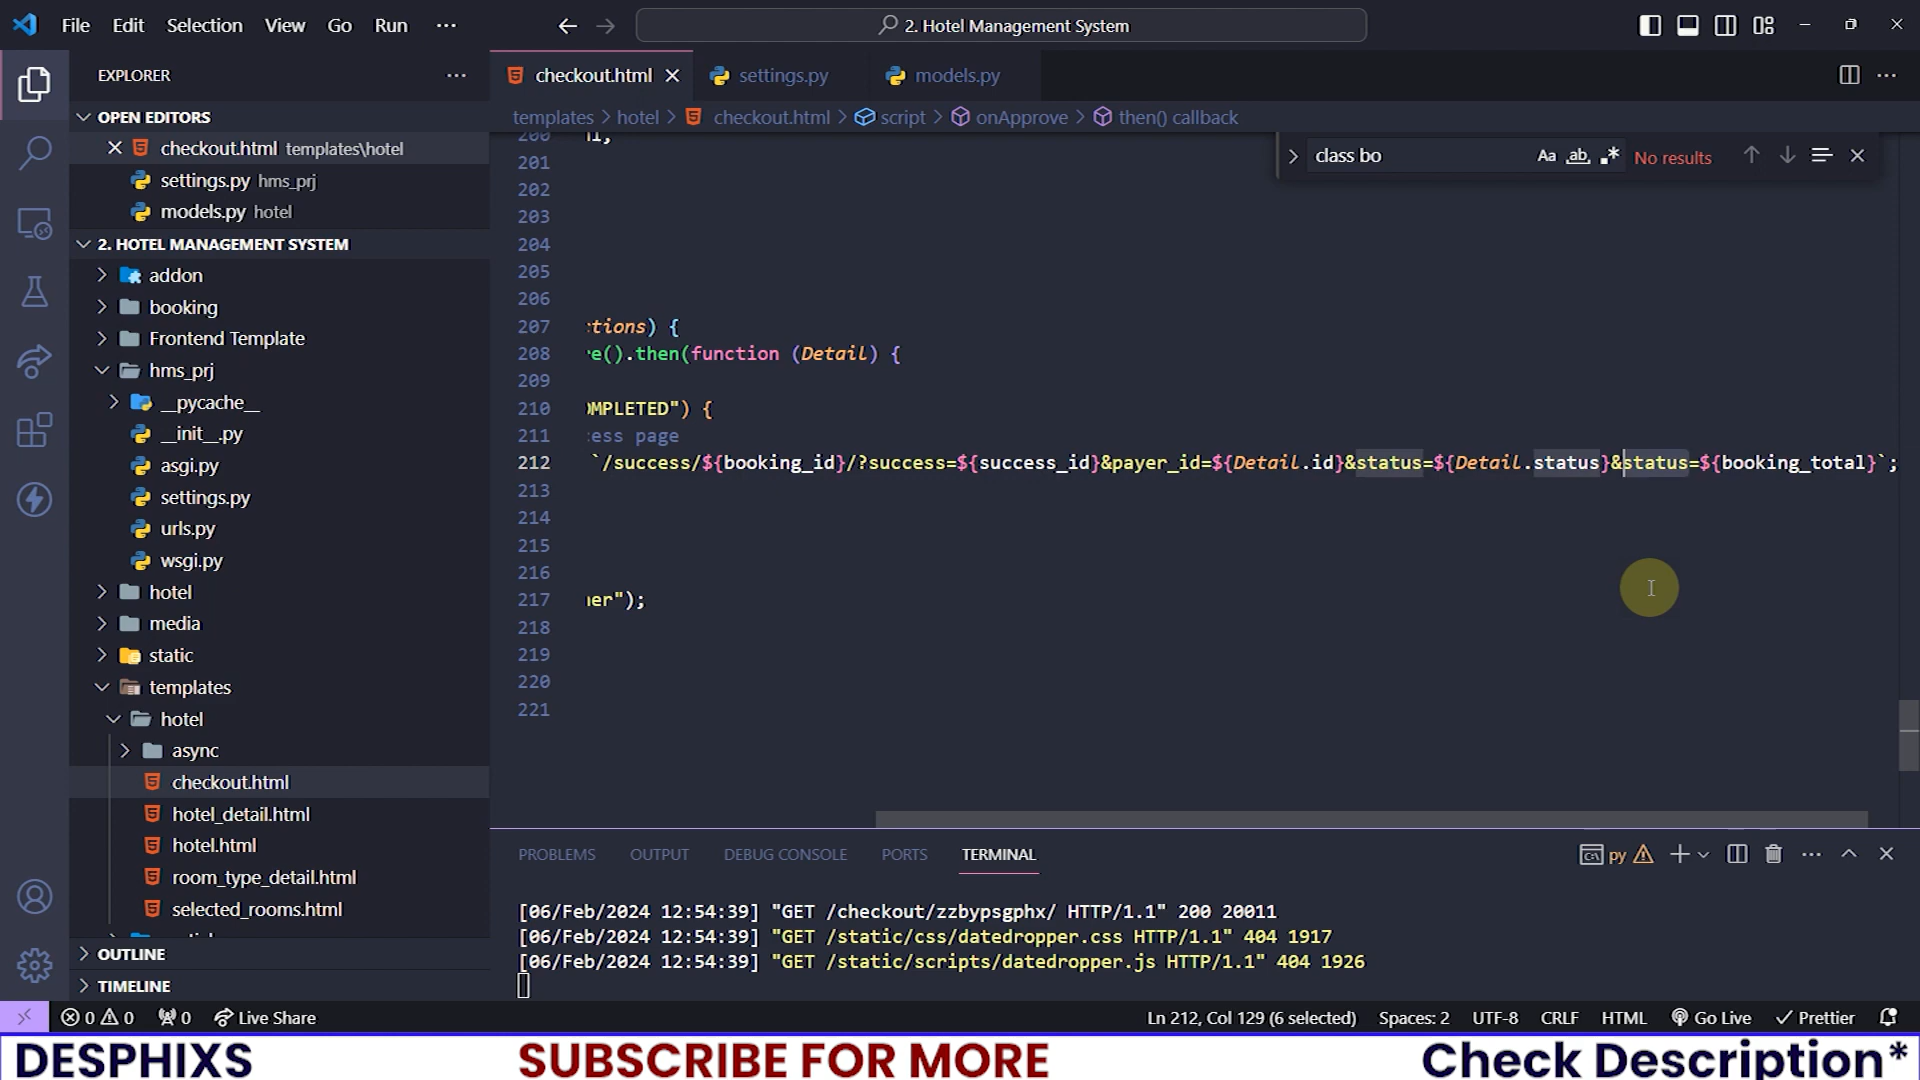 File Edit Selection View Go Run ···
2. Hotel Management System
EXPLORER
OPEN EDITORS
checkout.html templates\hotel
settings.py hms_prj
models.py hotel
2. HOTEL MANAGEMENT SYSTEM
addon
booking
Frontend Template
hms_prj
__pycache__
__init__.py
asgi.py
settings.py
urls.py
wsgi.py
hotel
media
static
templates
hotel
async
checkout.html
hotel_detail.html
hotel.html
room_type_detail.html
selected_rooms.html
OUTLINE
TIMELINE
checkout.html settings.py models.py
templates > hotel > checkout.html > script > onApprove > then() callback
class bo Aa ab .* No results
200
201
202
203
204
205
206
207 ctions) {
208 re().then(function (Detail) {
209
210 OMPLETED") {
211 cess page
212 `/success/${booking_id}/?success=${success_id}&payer_id=${Detail.id}&status=${Detail.status}&status=${booking_total}`;
213
214
215
216
217 ner");
218
219
220
221
PROBLEMS OUTPUT DEBUG CONSOLE PORTS TERMINAL
py
[06/Feb/2024 12:54:39] "GET /checkout/zzbypsgphx/ HTTP/1.1" 200 20011
[06/Feb/2024 12:54:39] "GET /static/css/datedropper.css HTTP/1.1" 404 1917
[06/Feb/2024 12:54:39] "GET /static/scripts/datedropper.js HTTP/1.1" 404 1926
0 0 0 Live Share Ln 212, Col 129 (6 selected) Spaces: 2 UTF-8 CRLF HTML Go Live Prettier
DESPHIXS SUBSCRIBE FOR MORE Check Description*